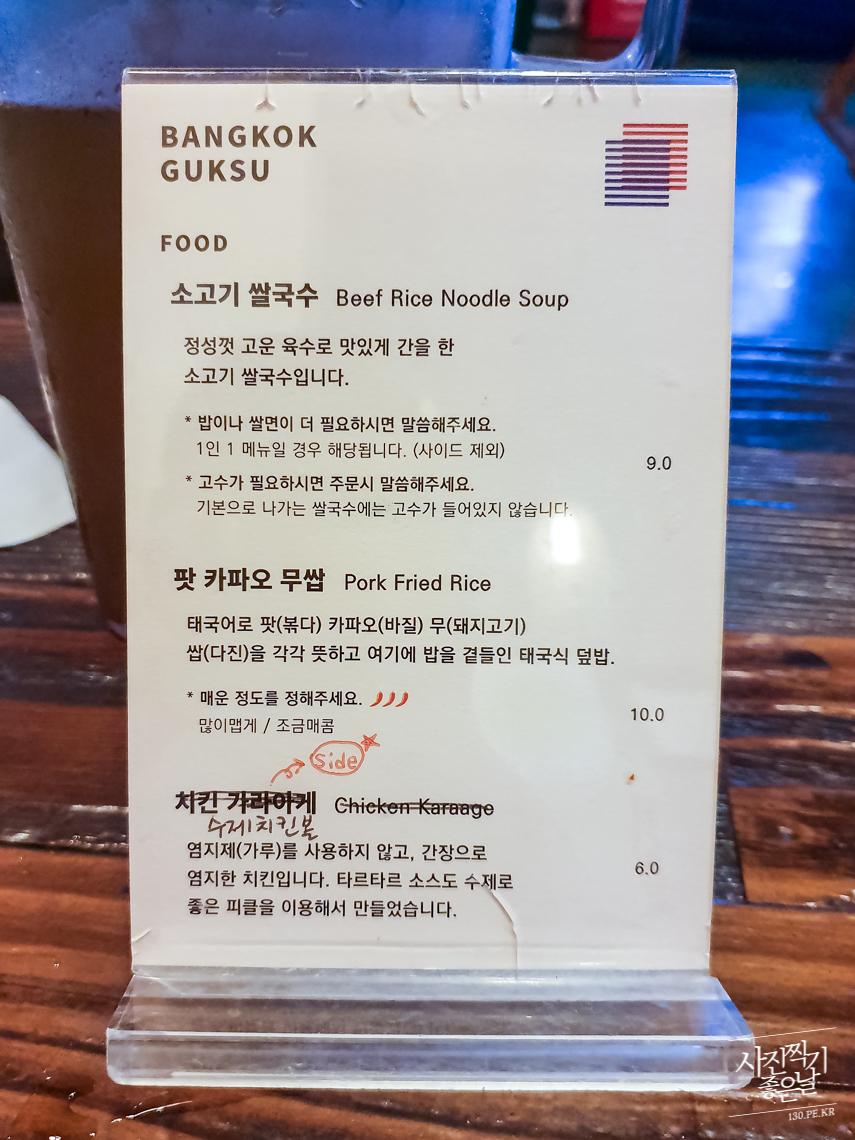 BANGKOK
GUKSU
FOOD
소고기 쌀국수 Beef Rice Noodle Soup
정성껏 고운 육수로 맛있게 간을 한
소고기 쌀국수입니다.
* 밥이나 쌀면이 더 필요하시면 말씀해주세요.
1인 1 메뉴일 경우 해당됩니다. (사이드 제외)
9.0
* 고수가 필요하시면 주문시 말씀해주세요.
기본으로 나가는 쌀국수에는 고수가 들어있지 않습니다.
팟 카파오 무쌉 Pork Fried Rice
태국어로 팟(볶다) 카파오(바질) 무(돼지고기)
쌉(다진)을 각각 뜻하고 여기에 밥을 곁들인 태국식 덮밥.
* 매운 정도를 정해주세요.
10.0
많이맵게 / 조금매콤
Side
치킨 가라아게 Chicken Karaage
수제치킨볼
염지제(가루)를 사용하지 않고, 간장으로
6.0
염지한 치킨입니다. 타르타르 소스도 수제로
좋은 피클을 이용해서 만들었습니다.
사진찍기
좋은날
130.PE.KR